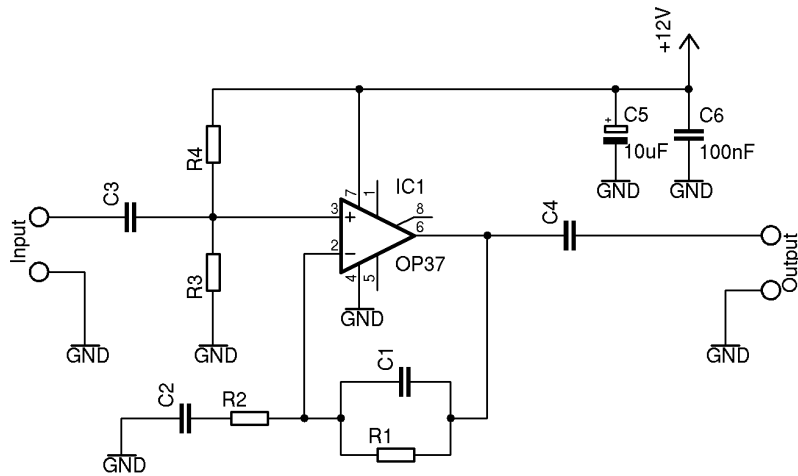 +12V
C5
C6
+
10uF
100nF
GND
GND
R4
C3
7
1
IC1
3
+
8
6
C4
Input
2
-
OP37
R3
4
5
Output
GND
GND
GND
GND
C1
C2
R2
R1
GND